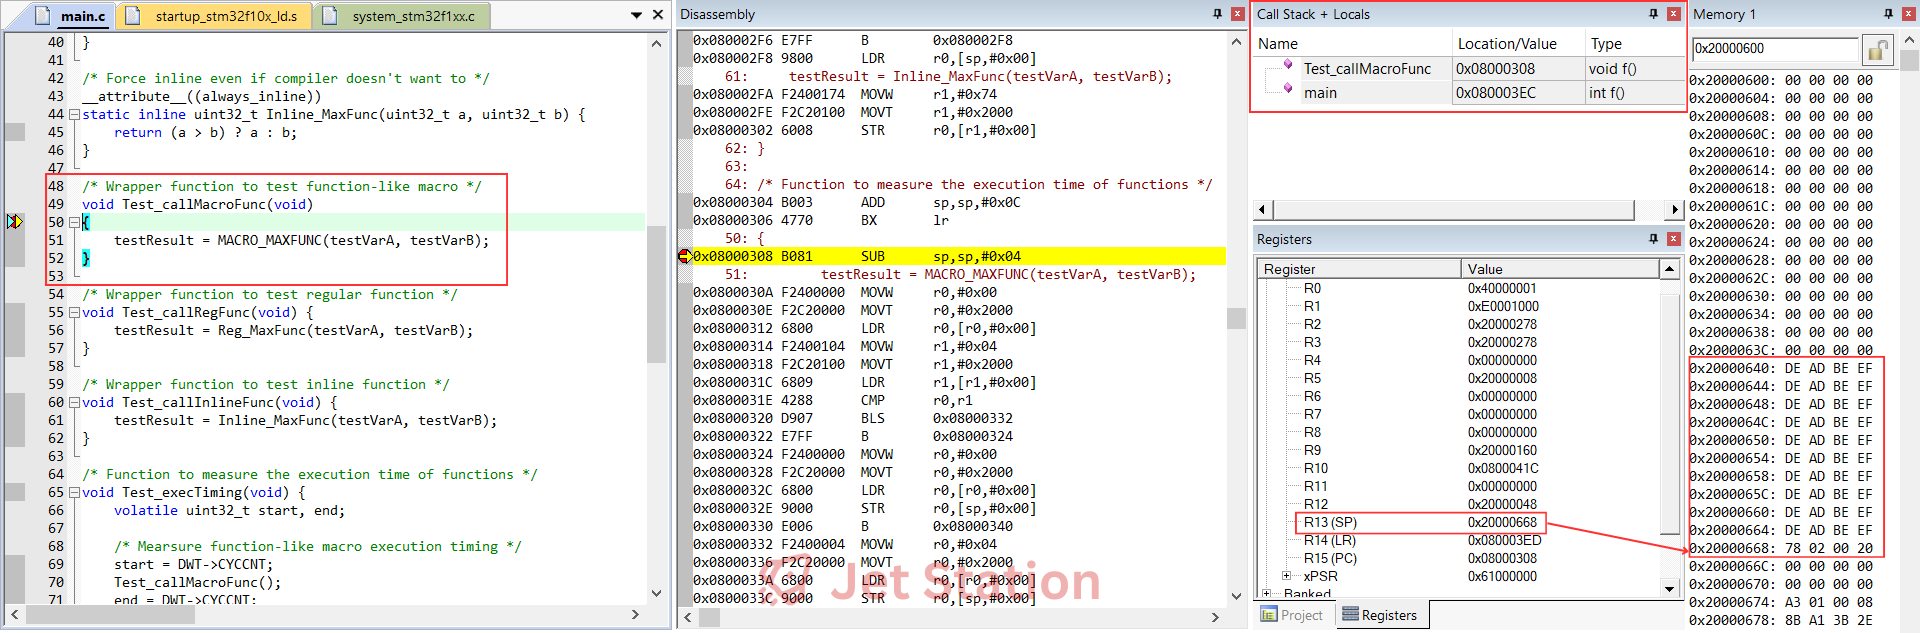 main.c
startup_stm32f10x_ld.s
system_stm32f1xx.c
40 }
41
42 /* Force inline even if compiler doesn't want to */
43 __attribute__((always_inline))
44 static inline uint32_t Inline_MaxFunc(uint32_t a, uint32_t b) {
45 return (a > b) ? a : b;
46 }
47
48 /* Wrapper function to test function-like macro */
49 void Test_callMacroFunc(void)
50 {
51 testResult = MACRO_MAXFUNC(testVarA, testVarB);
52 }
53
54 /* Wrapper function to test regular function */
55 void Test_callRegFunc(void) {
56 testResult = Reg_MaxFunc(testVarA, testVarB);
57 }
58
59 /* Wrapper function to test inline function */
60 void Test_callInlineFunc(void) {
61 testResult = Inline_MaxFunc(testVarA, testVarB);
62 }
63
64 /* Function to measure the execution time of functions */
65 void Test_execTiming(void) {
66 volatile uint32_t start, end;
67
68 /* Mearsure function-like macro execution timing */
69 start = DWT->CYCCNT;
70 Test_callMacroFunc();
71 end = DWT->CYCCNT;
Disassembly
0x080002F6 E7FF B 0x080002F8
0x080002F8 9800 LDR r0,[sp,#0x00]
61: testResult = Inline_MaxFunc(testVarA, testVarB);
0x080002FA F2400174 MOVW r1,#0x74
0x080002FE F2C20100 MOVT r1,#0x2000
0x08000302 6008 STR r0,[r1,#0x00]
62: }
63:
64: /* Function to measure the execution time of functions */
0x08000304 B003 ADD sp,sp,#0x0C
0x08000306 4770 BX lr
50: {
0x08000308 B081 SUB sp,sp,#0x04
51: testResult = MACRO_MAXFUNC(testVarA, testVarB);
0x0800030A F2400000 MOVW r0,#0x00
0x0800030E F2C20000 MOVT r0,#0x2000
0x08000312 6800 LDR r0,[r0,#0x00]
0x08000314 F2400104 MOVW r1,#0x04
0x08000318 F2C20100 MOVT r1,#0x2000
0x0800031C 6809 LDR r1,[r1,#0x00]
0x0800031E 4288 CMP r0,r1
0x08000320 D907 BLS 0x08000332
0x08000322 E7FF B 0x08000324
0x08000324 F2400000 MOVW r0,#0x00
0x08000328 F2C20000 MOVT r0,#0x2000
0x0800032C 6800 LDR r0,[r0,#0x00]
0x0800032E 9000 STR r0,[sp,#0x00]
0x08000330 E006 B 0x08000340
0x08000332 F2400004 MOVW r0,#0x04
0x08000336 F2C20000 MOVT r0,#0x2000
0x0800033A 6800 LDR r0,[r0,#0x00]
0x0800033C 9000 STR r0,[sp,#0x00]
Jet Station
Call Stack + Locals
Name Location/Value Type
Test_callMacroFunc 0x08000308 void f()
main 0x080003EC int f()
Registers
Register Value
R0 0x40000001
R1 0xE0001000
R2 0x20000278
R3 0x20000278
R4 0x00000000
R5 0x20000008
R6 0x00000000
R7 0x00000000
R8 0x00000000
R9 0x20000160
R10 0x0800041C
R11 0x00000000
R12 0x20000048
R13 (SP) 0x20000668
R14 (LR) 0x080003ED
R15 (PC) 0x08000308
xPSR 0x61000000
Banked
Project
Registers
Memory 1
0x20000600
0x20000600: 00 00 00 00
0x20000604: 00 00 00 00
0x20000608: 00 00 00 00
0x2000060C: 00 00 00 00
0x20000610: 00 00 00 00
0x20000614: 00 00 00 00
0x20000618: 00 00 00 00
0x2000061C: 00 00 00 00
0x20000620: 00 00 00 00
0x20000624: 00 00 00 00
0x20000628: 00 00 00 00
0x2000062C: 00 00 00 00
0x20000630: 00 00 00 00
0x20000634: 00 00 00 00
0x20000638: 00 00 00 00
0x2000063C: 00 00 00 00
0x20000640: DE AD BE EF
0x20000644: DE AD BE EF
0x20000648: DE AD BE EF
0x2000064C: DE AD BE EF
0x20000650: DE AD BE EF
0x20000654: DE AD BE EF
0x20000658: DE AD BE EF
0x2000065C: DE AD BE EF
0x20000660: DE AD BE EF
0x20000664: DE AD BE EF
0x20000668: 78 02 00 20
0x2000066C: 00 00 00 00
0x20000670: 00 00 00 00
0x20000674: A3 01 00 08
0x20000678: 8B A1 3B 2E